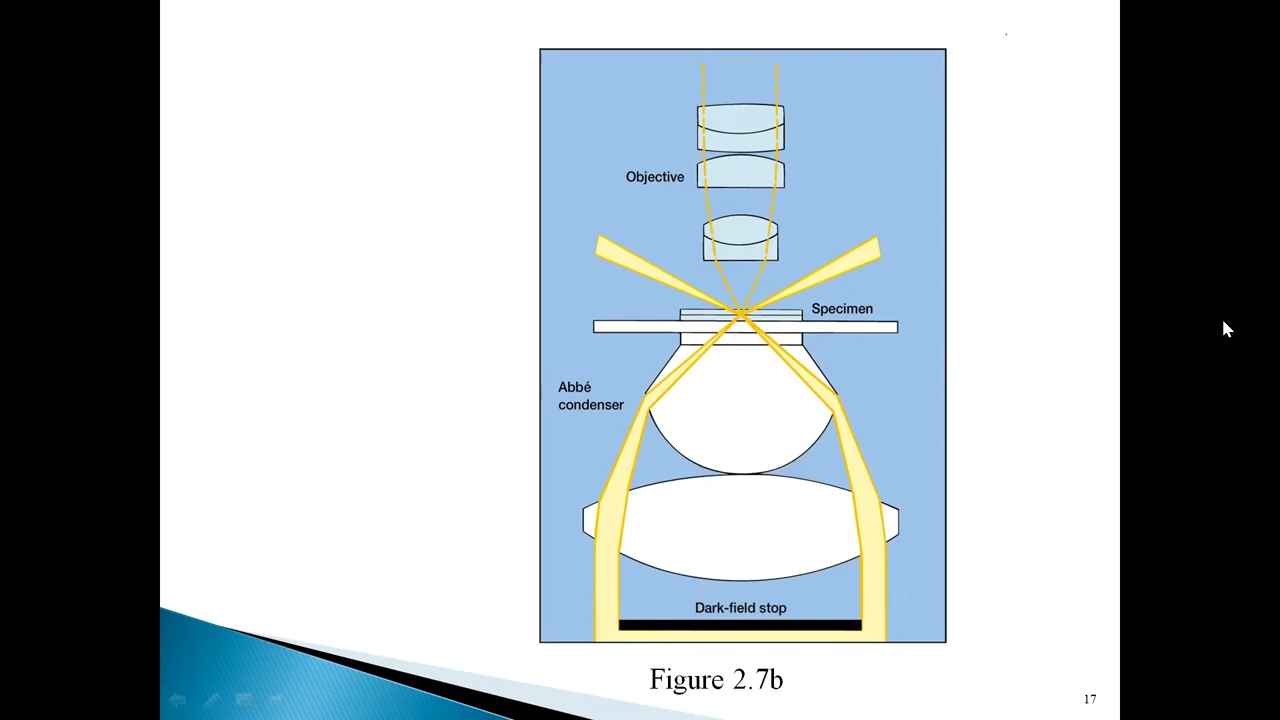 Objective
Specimen
Abbé
condenser
Dark-field stop
Figure 2.7b
17